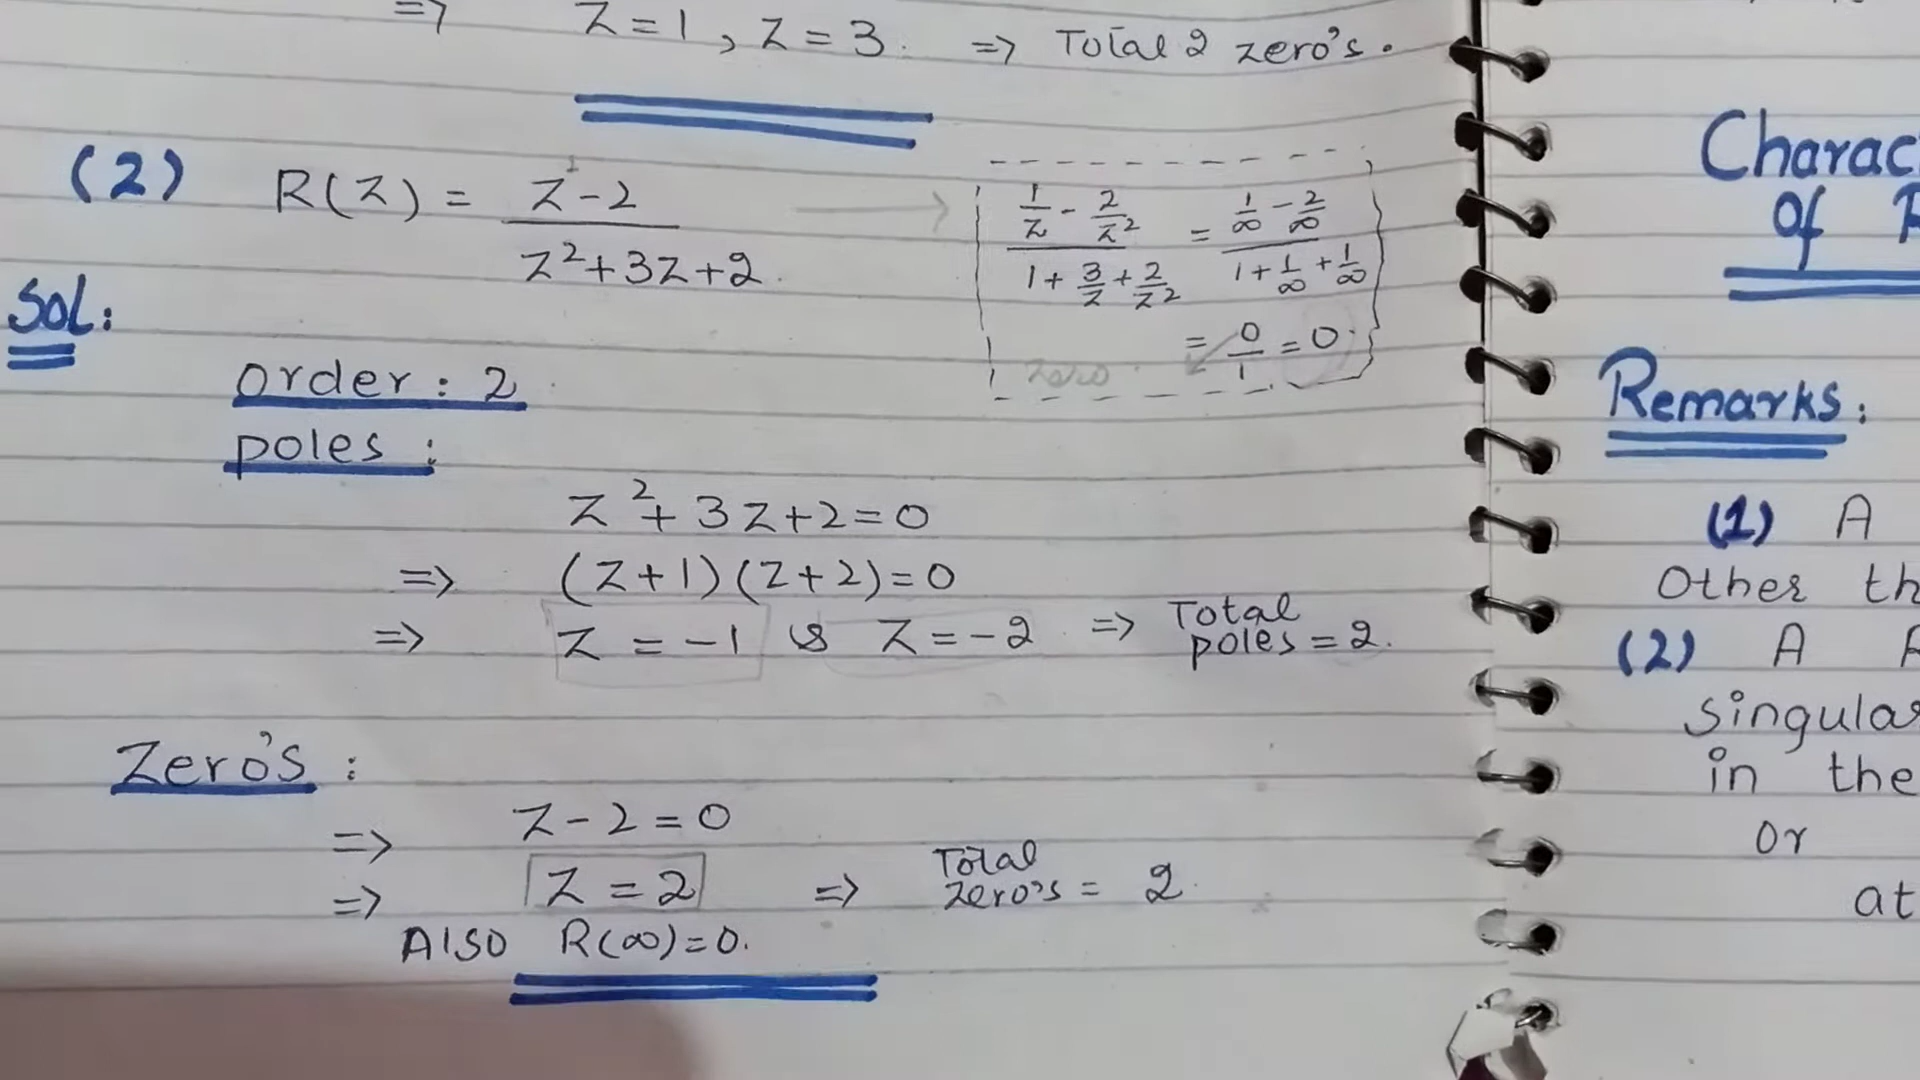 => Z=1, Z=3. => Total 2 zero's.
(2) R(Z) = Z-2 / Z²+3Z+2.
1/Z - 2/Z² / 1+3/Z+2/Z² = 1/∞ - 2/∞ / 1+1/∞+1/∞
= 0/1 = 0.
zero.
Sol:
order: 2
poles:
Z²+3Z+2=0
=> (Z+1)(Z+2)=0
=> Z = -1 & Z = -2 => Total poles = 2.
Zero's:
=> Z-2=0
=> Z=2 => Total zero's = 2.
Also R(∞)=0.
Charac
Of
Remarks:
(1) A
Other th
(2) A
singular
in the
or
at